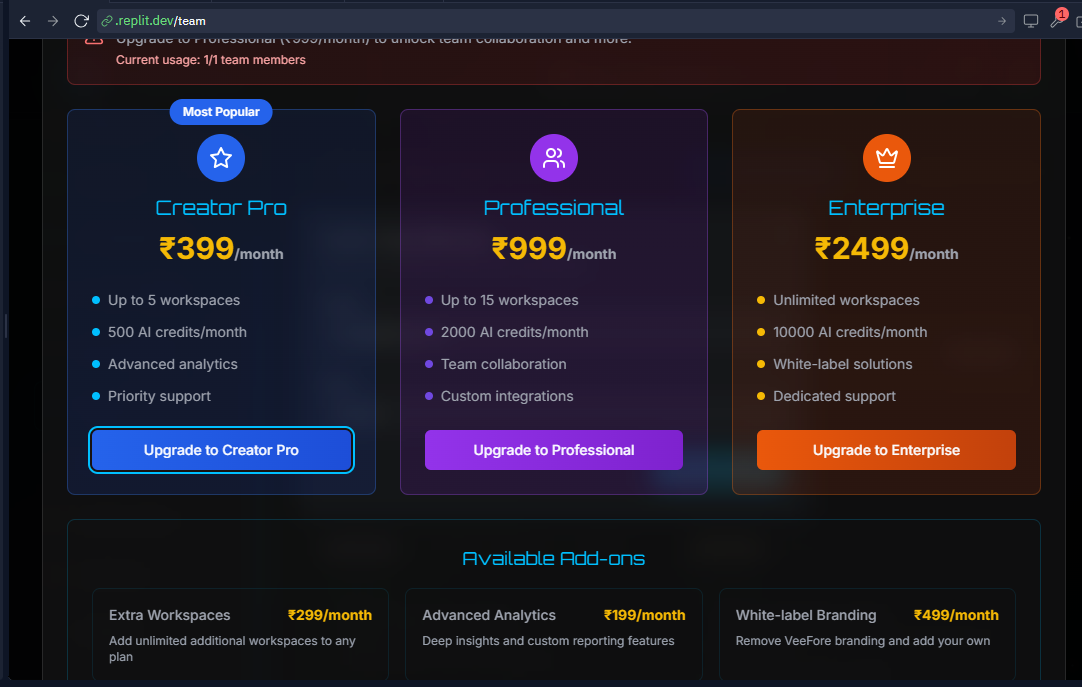 .replit.dev/team
1
Upgrade to Professional (₹999/month) to unlock team collaboration and more.
Current usage: 1/1 team members
Most Popular
Creator Pro
₹399/month
Up to 5 workspaces
500 AI credits/month
Advanced analytics
Priority support
Upgrade to Creator Pro
Professional
₹999/month
Up to 15 workspaces
2000 AI credits/month
Team collaboration
Custom integrations
Upgrade to Professional
Enterprise
₹2499/month
Unlimited workspaces
10000 AI credits/month
White-label solutions
Dedicated support
Upgrade to Enterprise
Available Add-ons
Extra Workspaces ₹299/month
Add unlimited additional workspaces to any
plan
Advanced Analytics ₹199/month
Deep insights and custom reporting features
White-label Branding ₹499/month
Remove VeeFore branding and add your own